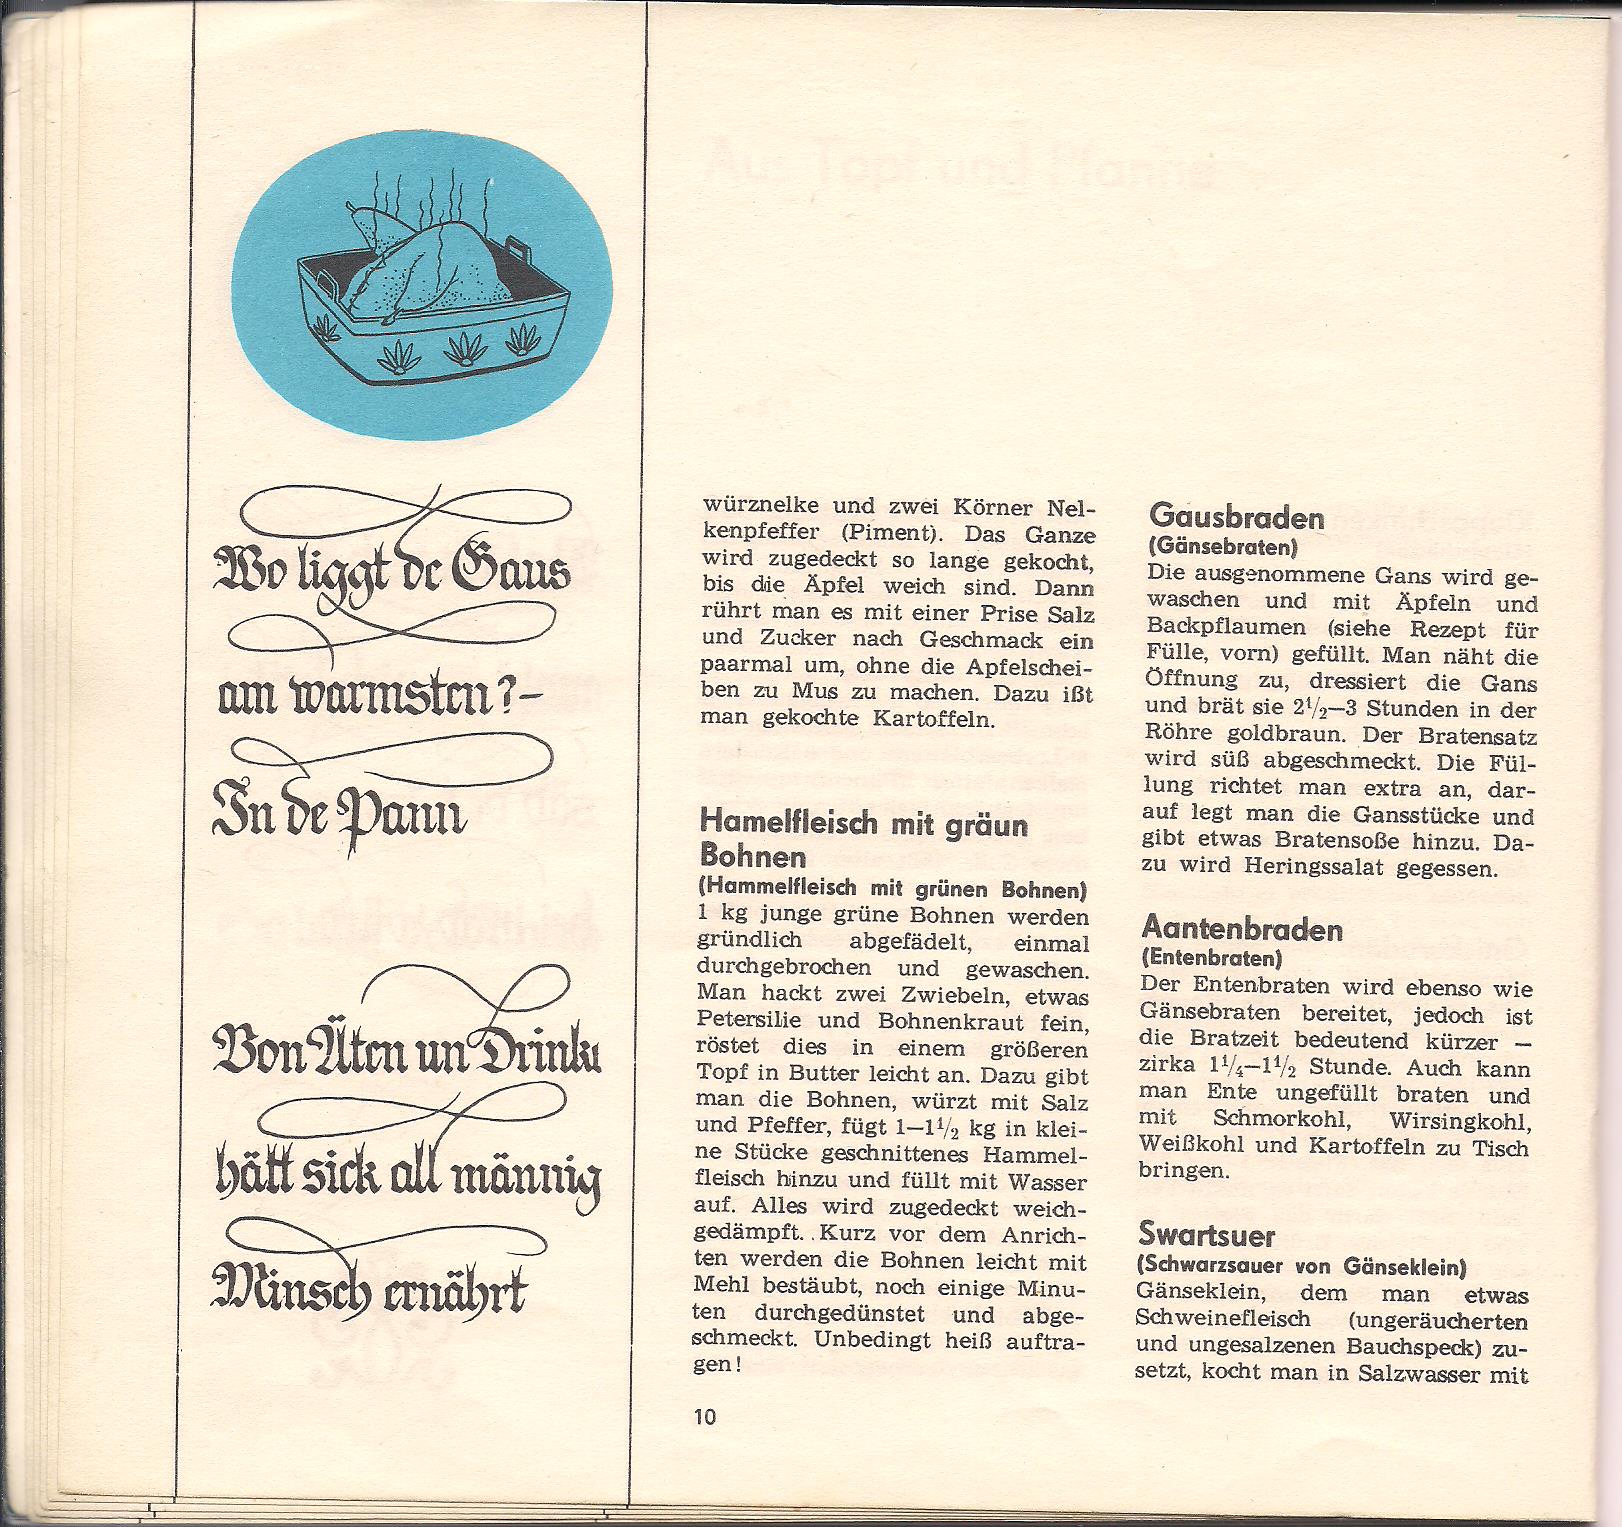 Wo liggt de Gaus
am warmsten? –
In de Pann
Von Äten un Drinken
hätt sick all männig
Minsch ernährt
würznelke und zwei Körner Nel-
kenpfeffer (Piment). Das Ganze
wird zugedeckt so lange gekocht,
bis die Äpfel weich sind. Dann
rührt man es mit einer Prise Salz
und Zucker nach Geschmack ein
paarmal um, ohne die Apfelschei-
ben zu Mus zu machen. Dazu ißt
man gekochte Kartoffeln.
Hamelfleisch mit gräun
Bohnen
(Hammelfleisch mit grünen Bohnen)
1 kg junge grüne Bohnen werden
gründlich abgefädelt, einmal
durchgebrochen und gewaschen.
Man hackt zwei Zwiebeln, etwas
Petersilie und Bohnenkraut fein,
röstet dies in einem größeren
Topf in Butter leicht an. Dazu gibt
man die Bohnen, würzt mit Salz
und Pfeffer, fügt 1—1½ kg in klei-
ne Stücke geschnittenes Hammel-
fleisch hinzu und füllt mit Wasser
auf. Alles wird zugedeckt weich-
gedämpft. Kurz vor dem Anrich-
ten werden die Bohnen leicht mit
Mehl bestäubt, noch einige Minu-
ten durchgedünstet und abge-
schmeckt. Unbedingt heiß auftra-
gen!
10
Gausbraden
(Gänsebraten)
Die ausgenommene Gans wird ge-
waschen und mit Äpfeln und
Backpflaumen (siehe Rezept für
Fülle, vorn) gefüllt. Man näht die
Öffnung zu, dressiert die Gans
und brät sie 2½—3 Stunden in der
Röhre goldbraun. Der Bratensatz
wird süß abgeschmeckt. Die Fül-
lung richtet man extra an, dar-
auf legt man die Gansstücke und
gibt etwas Bratensoße hinzu. Da-
zu wird Heringssalat gegessen.
Aantenbraden
(Entenbraten)
Der Entenbraten wird ebenso wie
Gänsebraten bereitet, jedoch ist
die Bratzeit bedeutend kürzer —
zirka 1¼—1½ Stunde. Auch kann
man Ente ungefüllt braten und
mit Schmorkohl, Wirsingkohl,
Weißkohl und Kartoffeln zu Tisch
bringen.
Swartsuer
(Schwarzsauer von Gänseklein)
Gänseklein, dem man etwas
Schweinefleisch (ungeräucherten
und ungesalzenen Bauchspeck) zu-
setzt, kocht man in Salzwasser mit